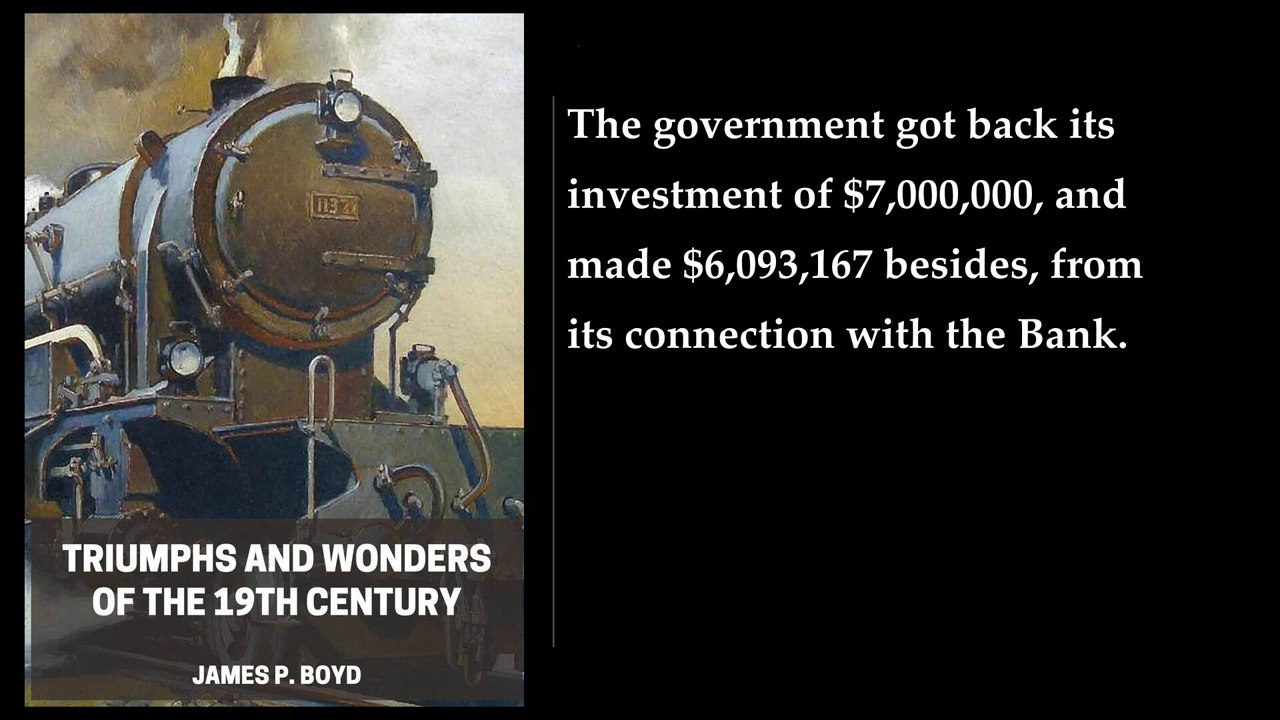 The government got back its
investment of $7,000,000, and
made $6,093,167 besides, from
its connection with the Bank.
TRIUMPHS AND WONDERS
OF THE 19TH CENTURY
JAMES P. BOYD